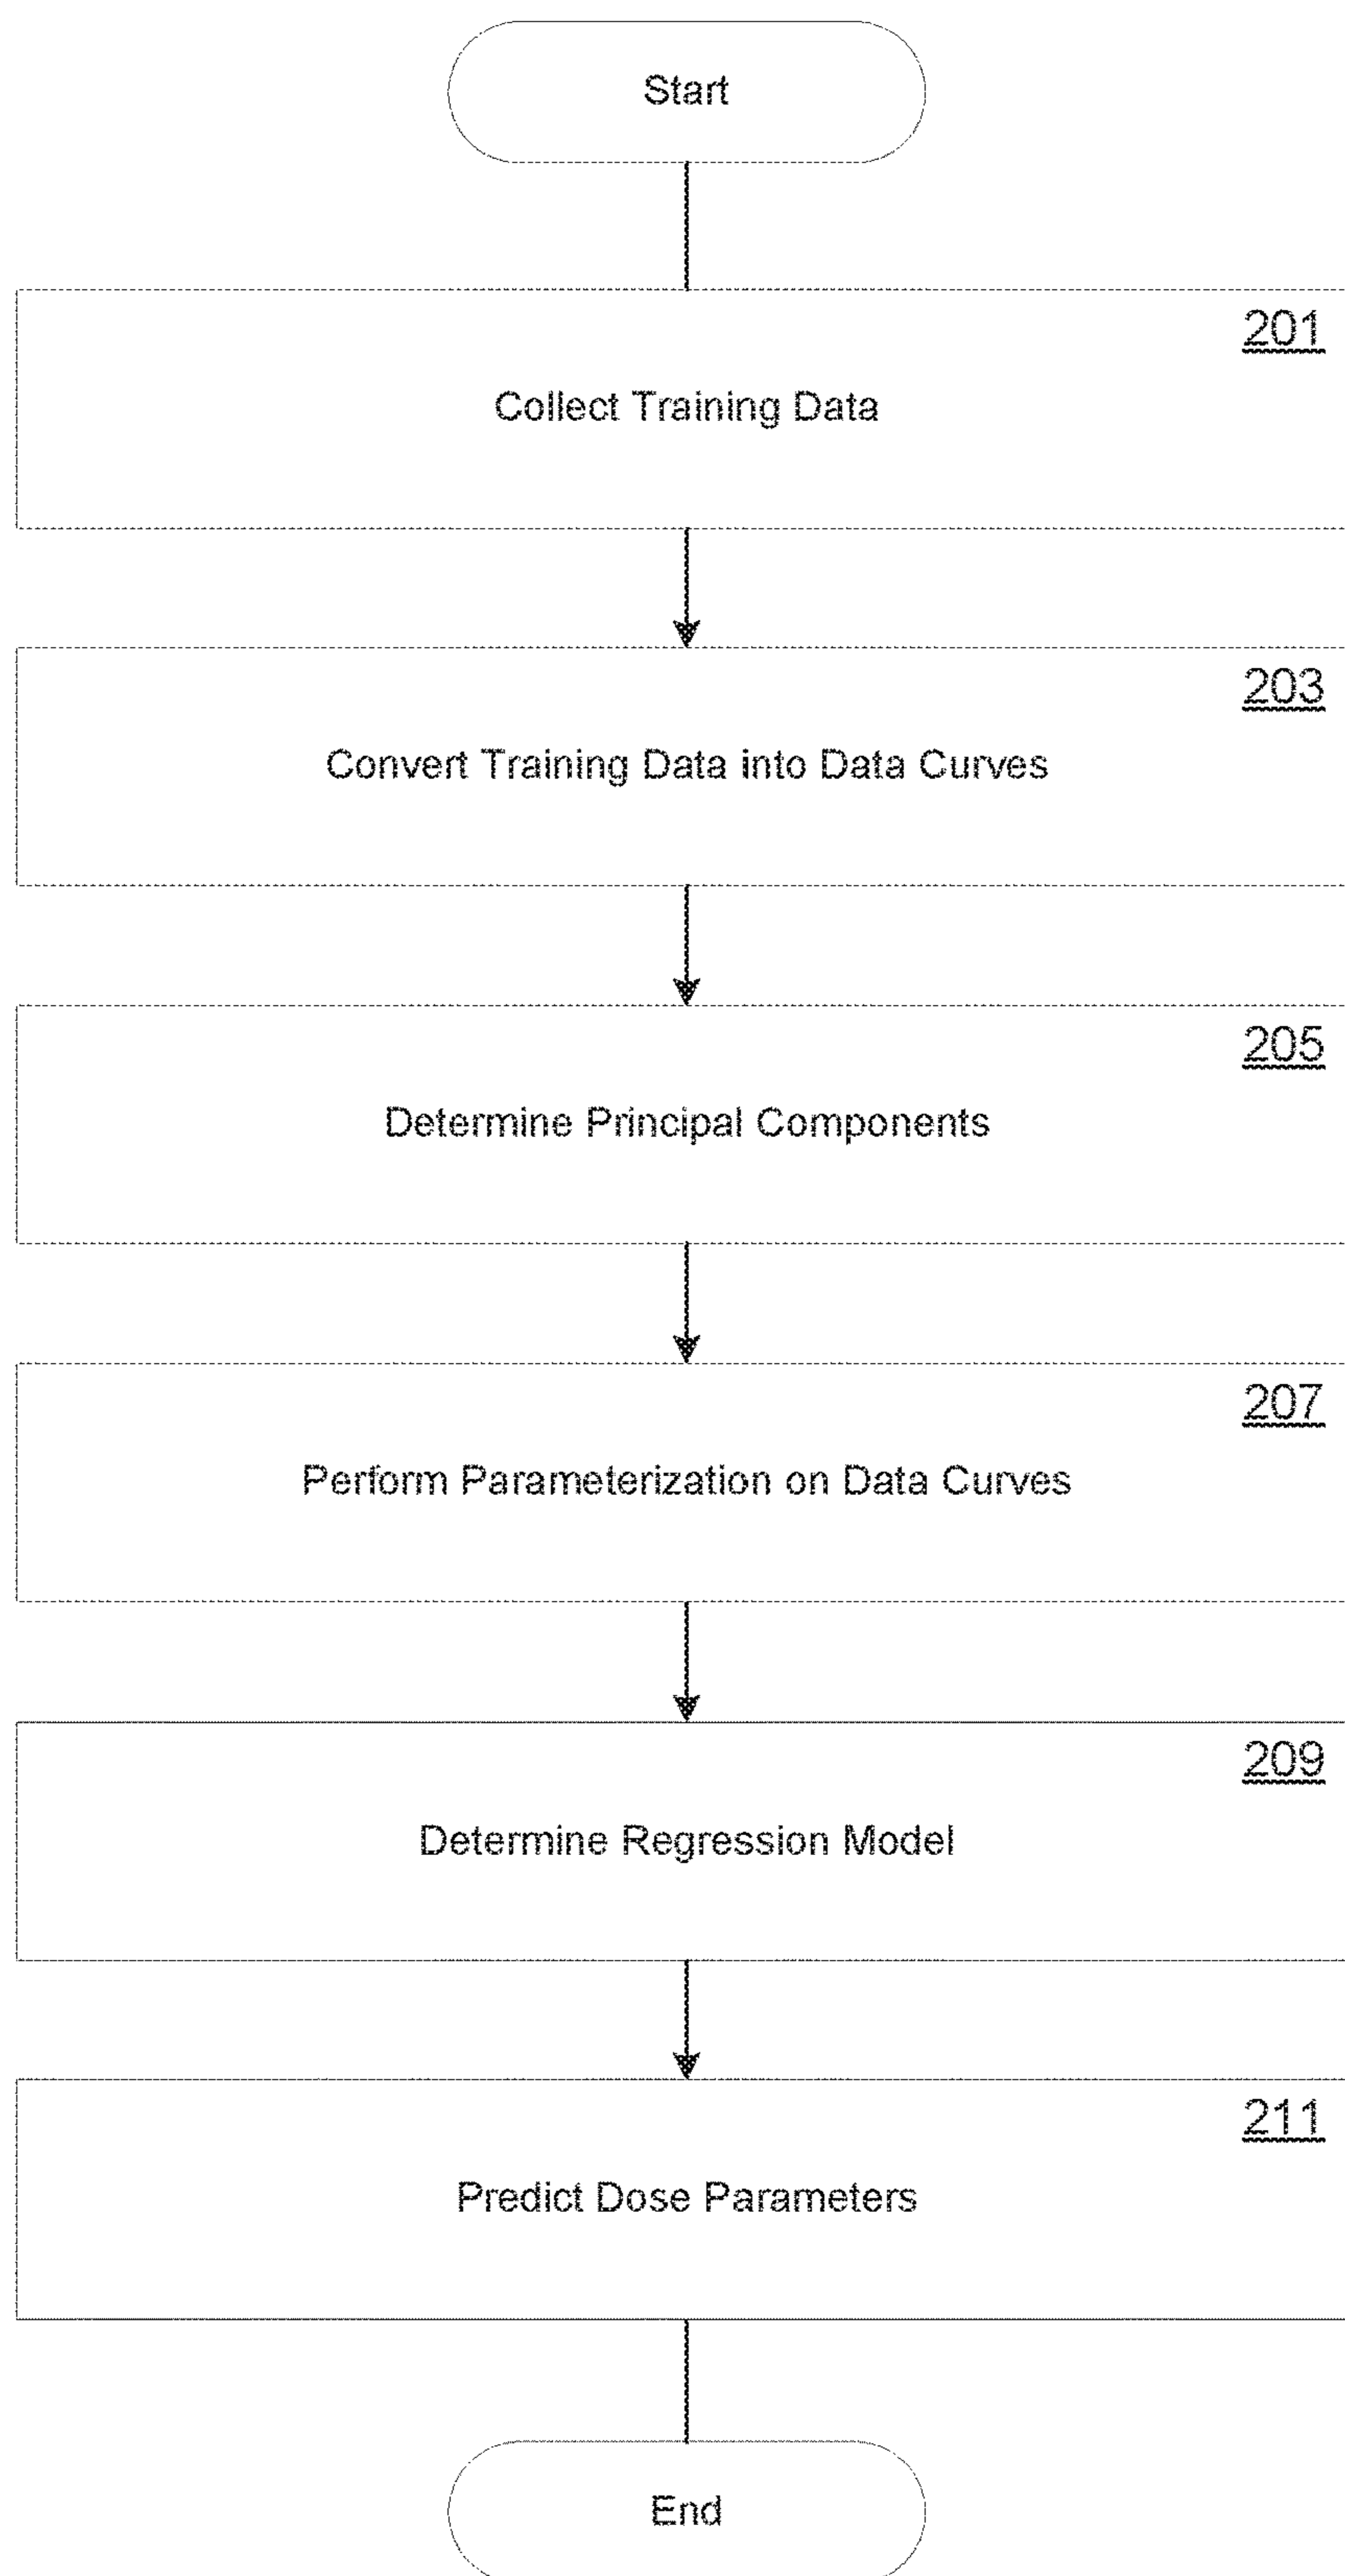 Start
201
Collect Training Data
203
Convert Training Data into Data Curves
205
Determine Principal Components
207
Perform Parameterization on Data Curves
209
Determine Regression Model
211
Predict Dose Parameters
End